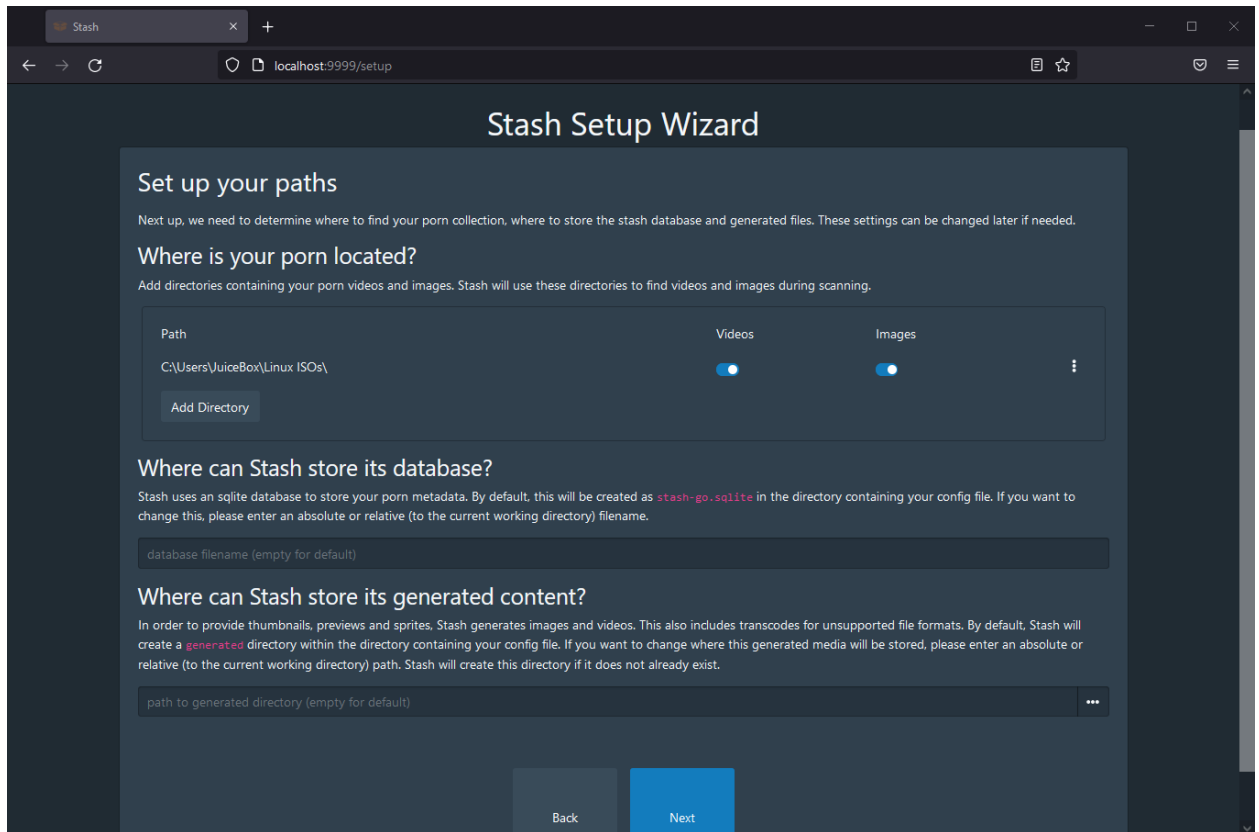 Stash
localhost:9999/setup
Stash Setup Wizard
Set up your paths
Next up, we need to determine where to find your porn collection, where to store the stash database and generated files. These settings can be changed later if needed.
Where is your porn located?
Add directories containing your porn videos and images. Stash will use these directories to find videos and images during scanning.
Path Videos Images
C:\Users\JuiceBox\Linux ISOs\
Add Directory
Where can Stash store its database?
Stash uses an sqlite database to store your porn metadata. By default, this will be created as stash-go.sqlite in the directory containing your config file. If you want to
change this, please enter an absolute or relative (to the current working directory) filename.
database filename (empty for default)
Where can Stash store its generated content?
In order to provide thumbnails, previews and sprites, Stash generates images and videos. This also includes transcodes for unsupported file formats. By default, Stash will
create a generated directory within the directory containing your config file. If you want to change where this generated media will be stored, please enter an absolute or
relative (to the current working directory) path. Stash will create this directory if it does not already exist.
path to generated directory (empty for default)
Back Next